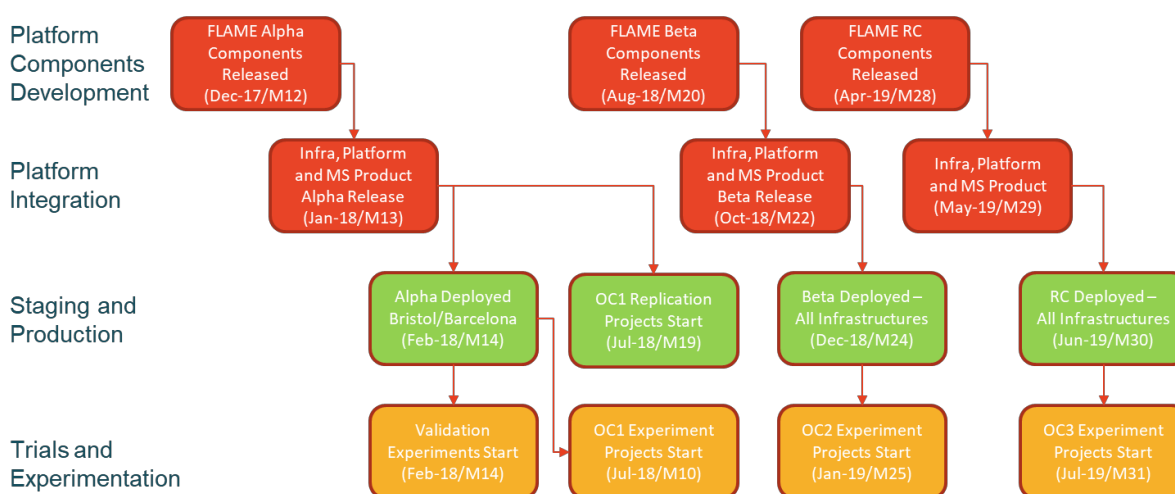 Platform
Components
Development
FLAME Alpha
Components
Released
(Dec-17/M12)
FLAME Beta
Components
Released
(Aug-18/M20)
FLAME RC
Components
Released
(Apr-19/M28)
Platform
Integration
Infra, Platform
and MS Product
Alpha Release
(Jan-18/M13)
Infra, Platform
and MS Product
Beta Release
(Oct-18/M22)
Infra, Platform
and MS Product
(May-19/M29)
Staging and
Production
Alpha Deployed
Bristol/Barcelona
(Feb-18/M14)
OC1 Replication
Projects Start
(Jul-18/M19)
Beta Deployed –
All Infrastructures
(Dec-18/M24)
RC Deployed –
All Infrastructures
(Jun-19/M30)
Trials and
Experimentation
Validation
Experiments Start
(Feb-18/M14)
OC1 Experiment
Projects Start
(Jul-18/M10)
OC2 Experiment
Projects Start
(Jan-19/M25)
OC3 Experiment
Projects Start
(Jul-19/M31)